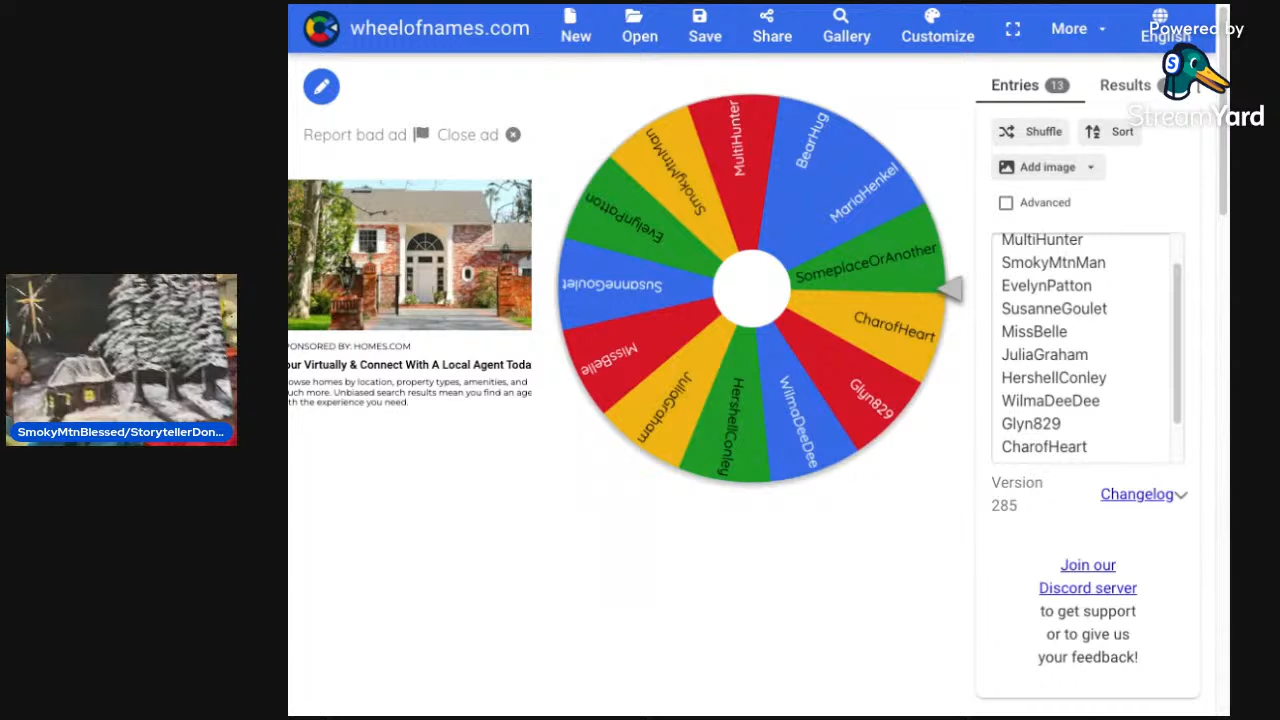 wheelofnames.com
New
Open
Save
Share
Gallery
Customize
More
English
Powered by
StreamYard
Report bad ad
Close ad
Entries 13
Results
Shuffle
Sort
Add image
Advanced
MultiHunter
SmokyMtnMan
EvelynPatton
SusanneGoulet
MissBelle
JuliaGraham
HershellConley
WilmaDeeDee
Glyn829
CharofHeart
Version
285
Changelog
Join our
Discord server
to get support
or to give us
your feedback!
BearHug
MariaHenkel
SomeplaceOrAnother
CharofHeart
Glyn829
WilmaDeeDee
HershellConley
JuliaGraham
MissBelle
SusanneGoulet
EvelynPatton
SmokyMtnMan
MultiHunter
PONSORED BY: HOMES.COM
our Virtually & Connect With A Local Agent Toda
owse homes by location, property types, amenities, and
uch more. Unbiased search results mean you find an age
th the experience you need.
SmokyMtnBlessed/StorytellerDon...